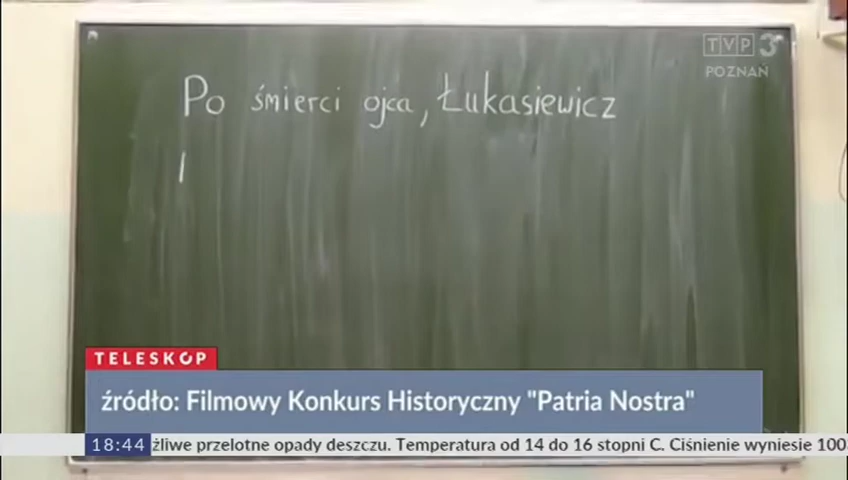 TVP3
POZNAŃ
Po śmierci ojca, Łukasiewicz
TELESKOP
źródło: Filmowy Konkurs Historyczny "Patria Nostra"
18:44 żliwe przelotne opady deszczu. Temperatura od 14 do 16 stopni C. Ciśnienie wyniesie 100